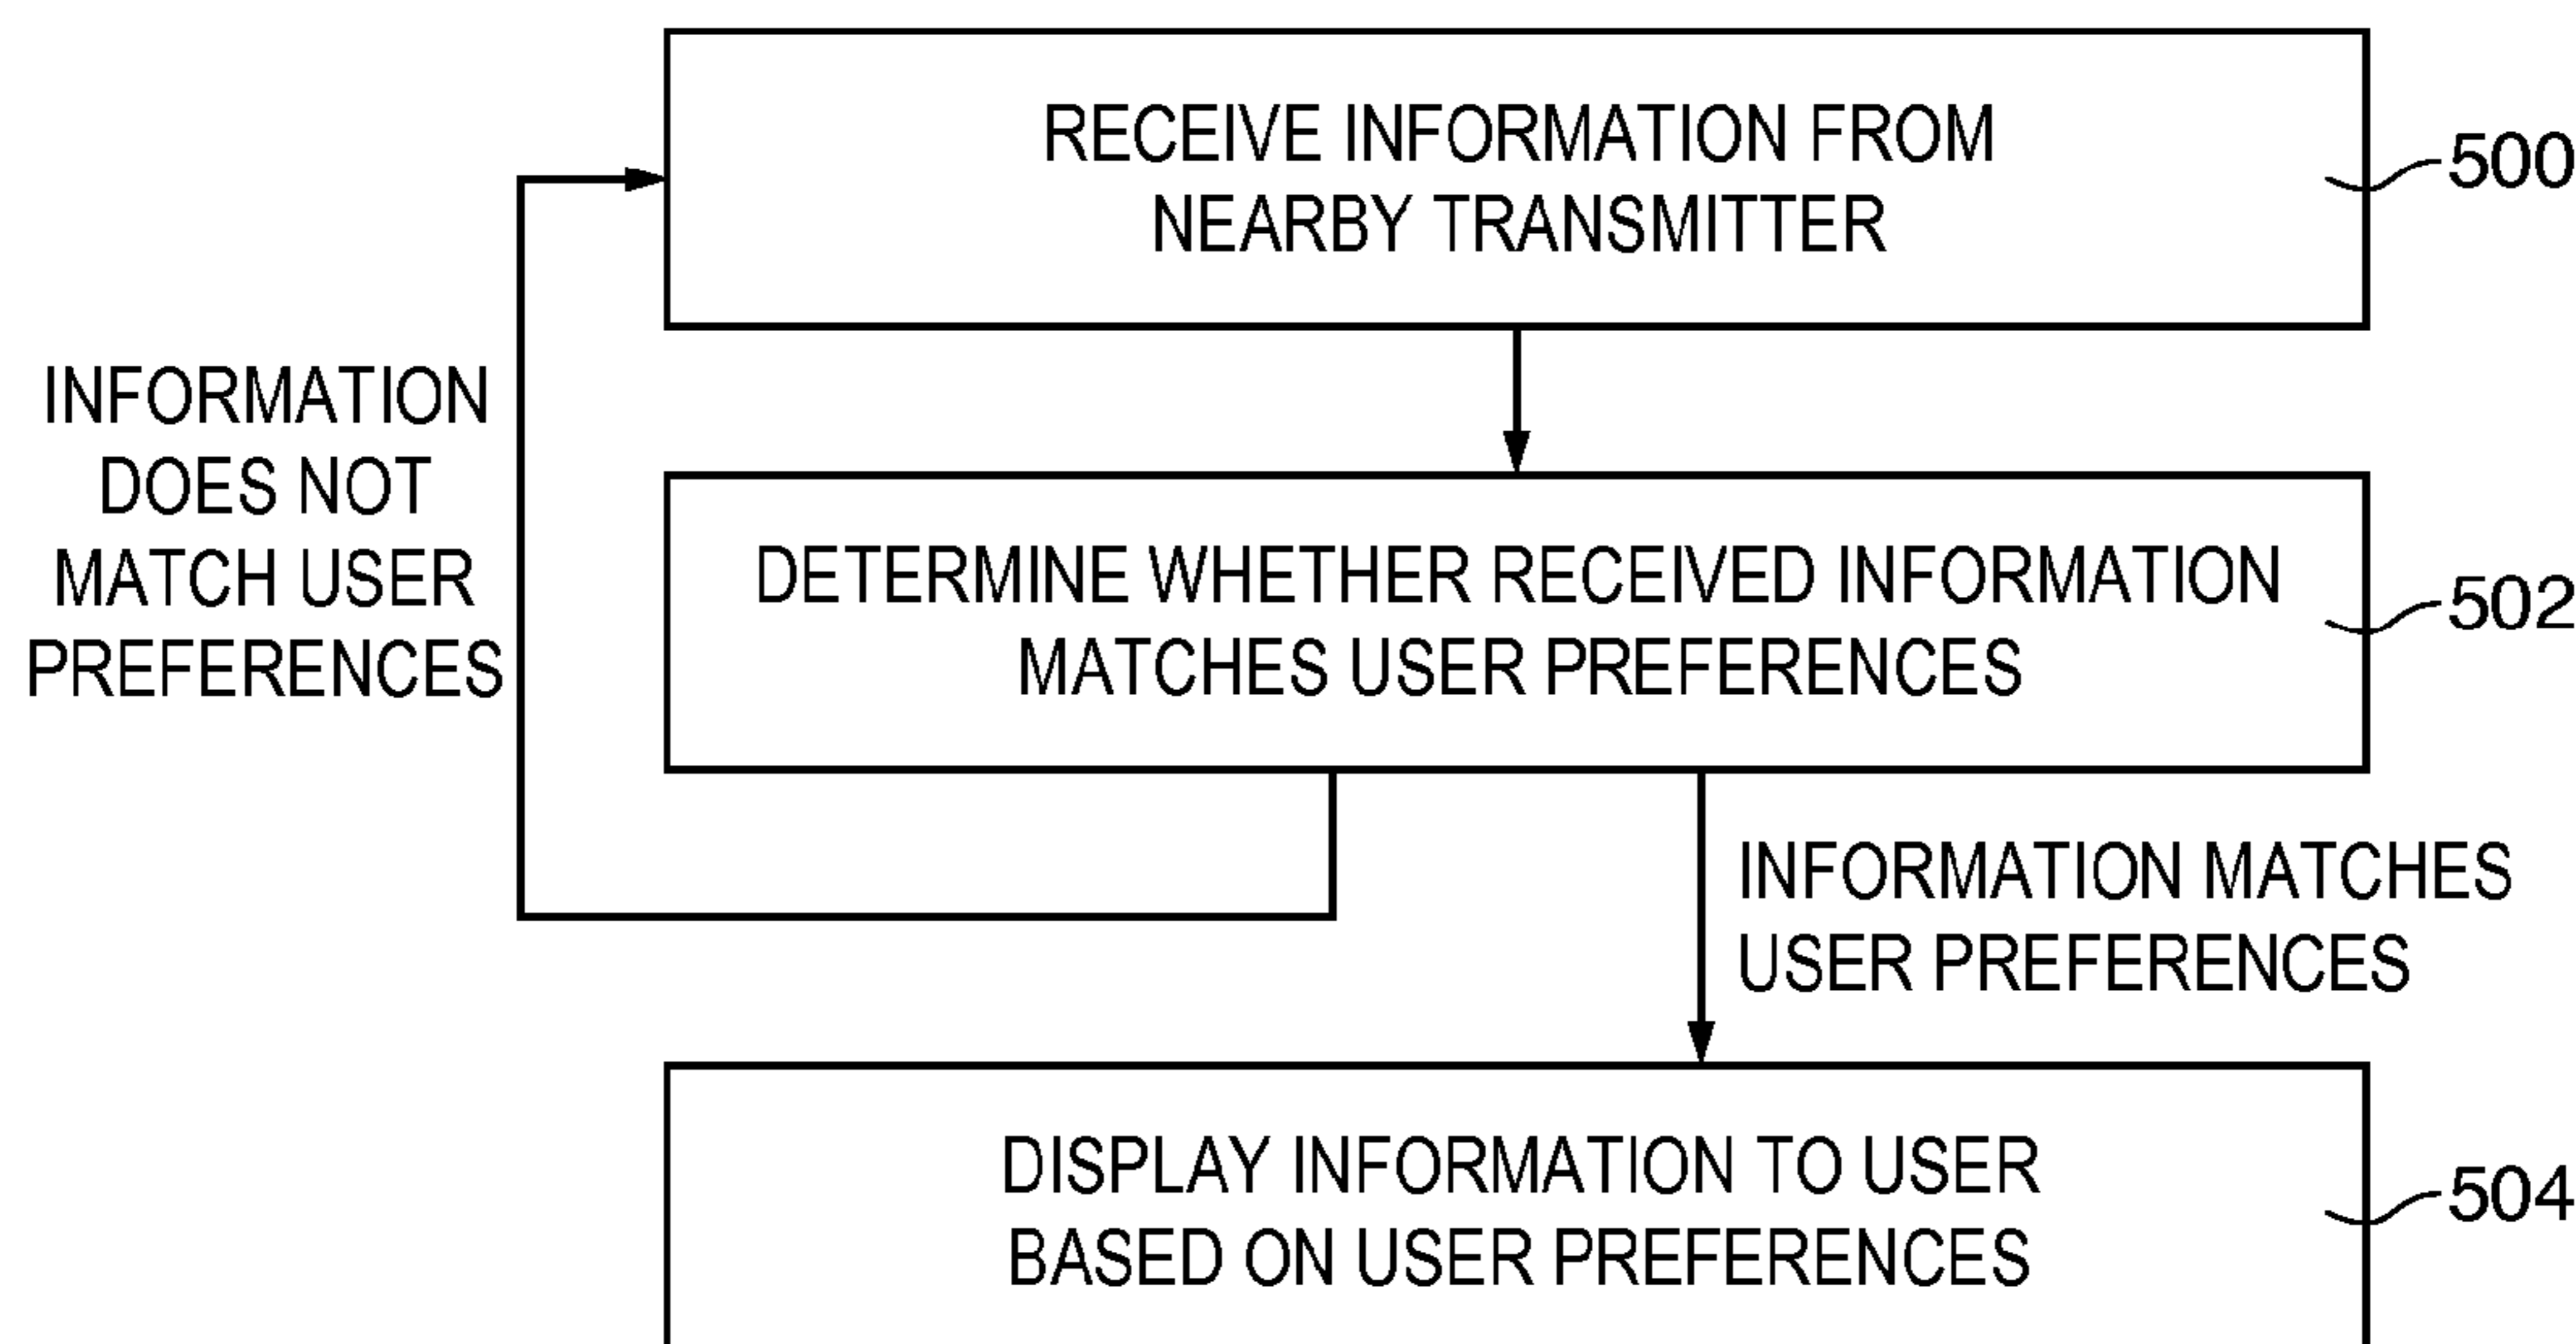 RECEIVE INFORMATION FROM
NEARBY TRANSMITTER
500
INFORMATION
DOES NOT
MATCH USER
PREFERENCES
DETERMINE WHETHER RECEIVED INFORMATION
MATCHES USER PREFERENCES
502
INFORMATION MATCHES
USER PREFERENCES
DISPLAY INFORMATION TO USER
BASED ON USER PREFERENCES
504